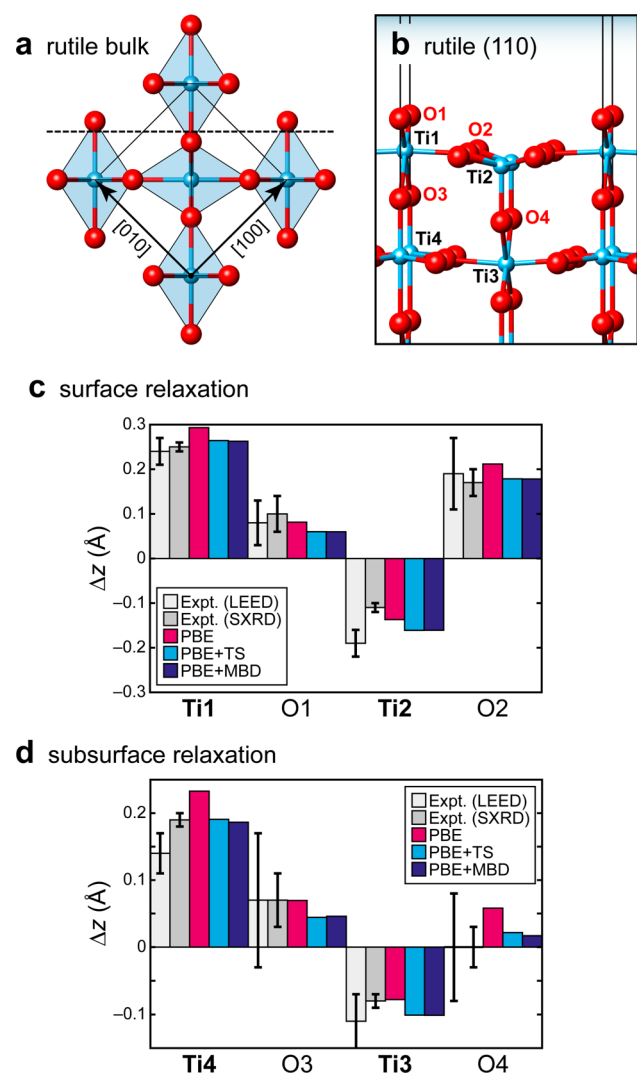 a rutile bulk
[010]
[100]
b rutile (110)
O1
Ti1
O2
Ti2
O3
O4
Ti4
Ti3
c surface relaxation
0.3
0.2
0.1
0
–0.1
–0.2
–0.3
Δz (Å)
Expt. (LEED)
Expt. (SXRD)
PBE
PBE+TS
PBE+MBD
Ti1 O1 Ti2 O2
d subsurface relaxation
0.2
0.1
0
–0.1
Δz (Å)
Expt. (LEED)
Expt. (SXRD)
PBE
PBE+TS
PBE+MBD
Ti4 O3 Ti3 O4